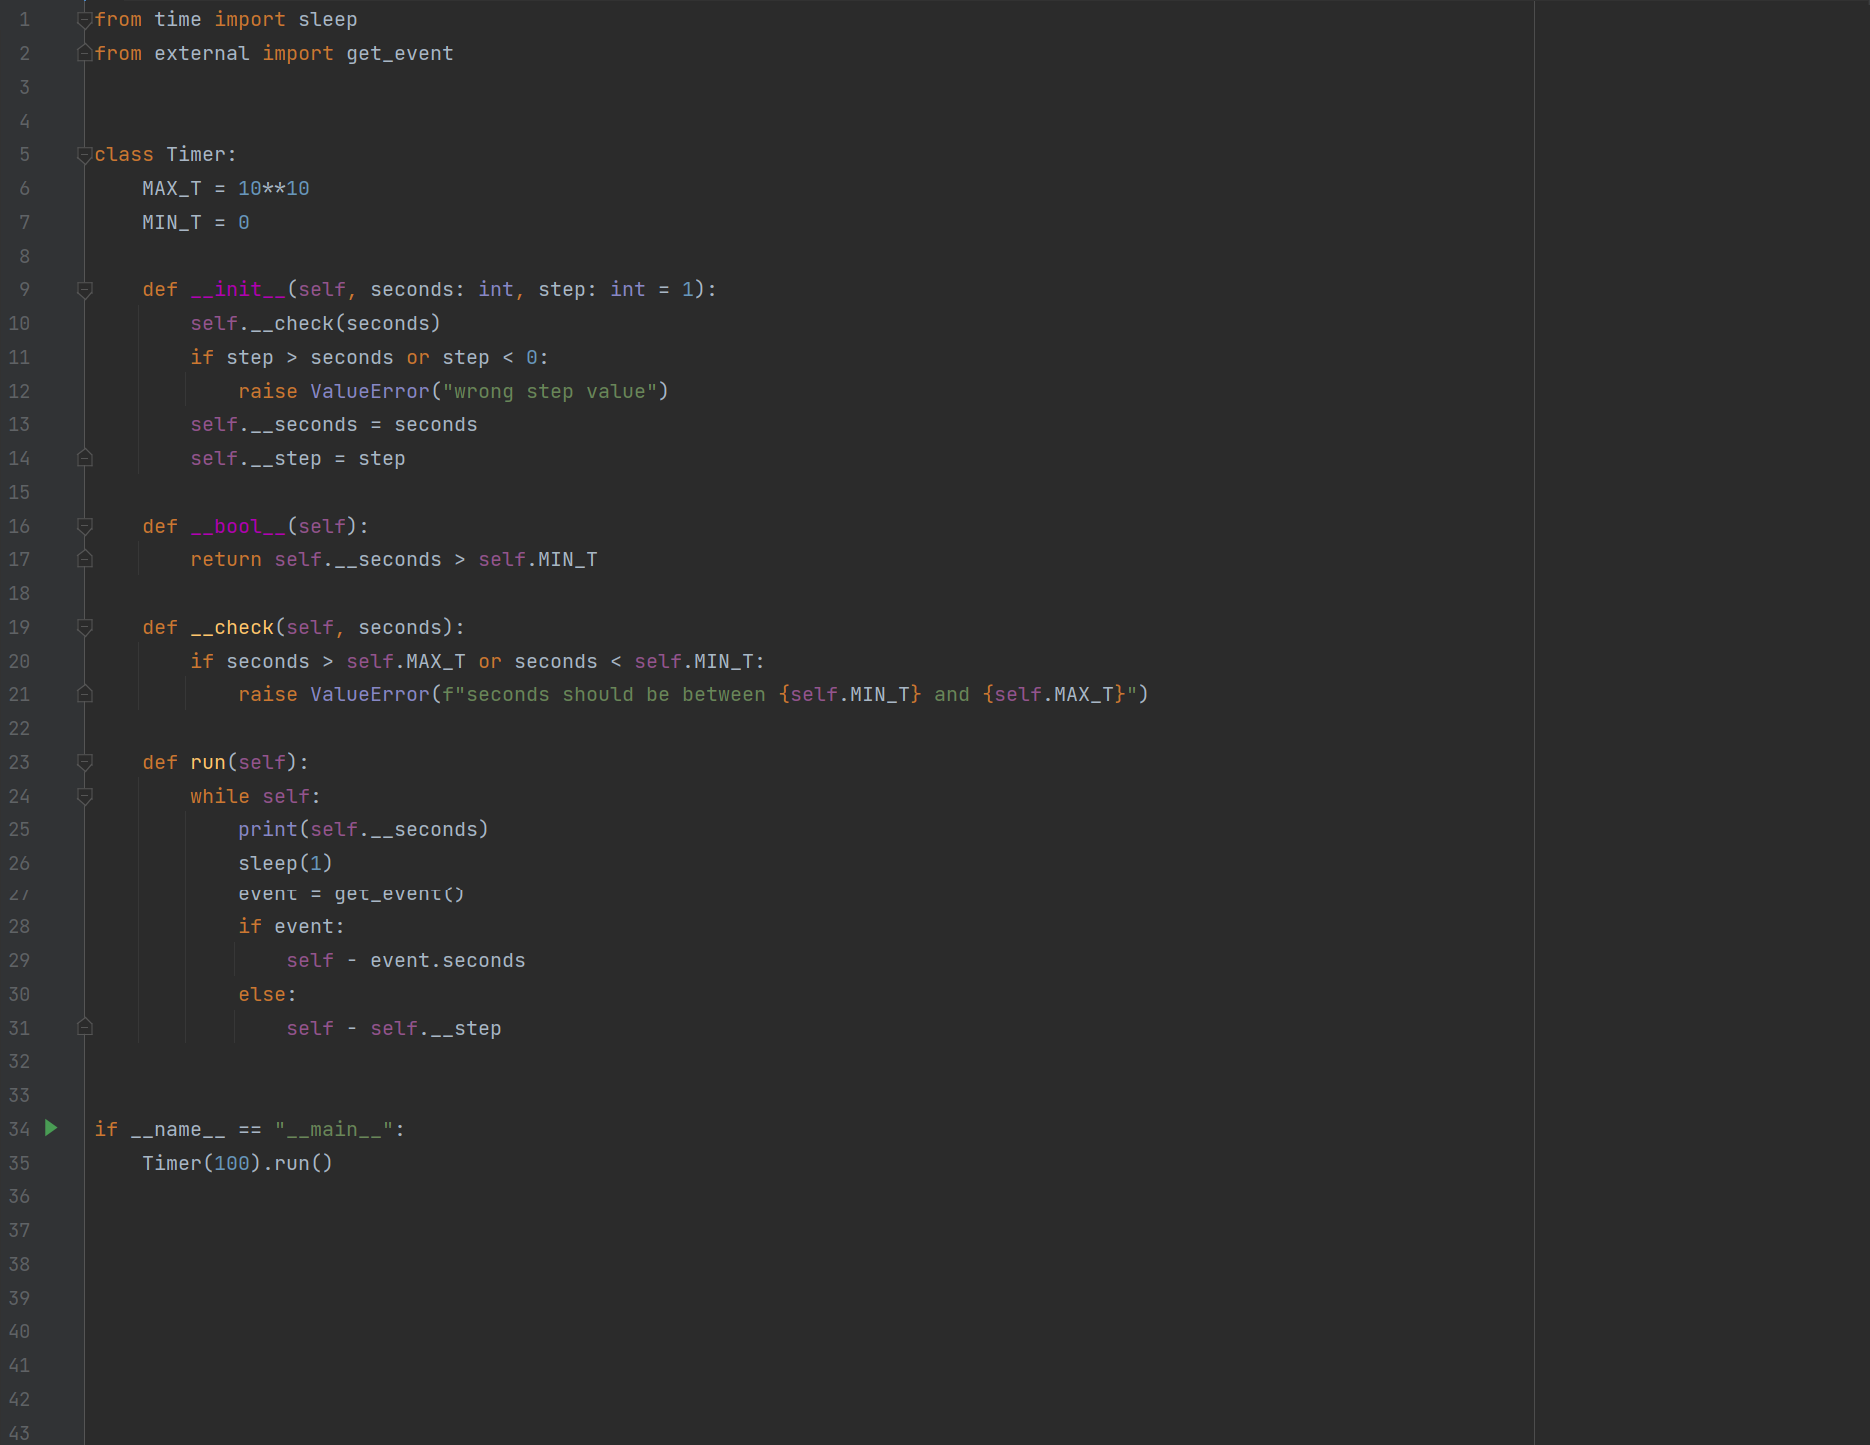 1 from time import sleep
2 from external import get_event
3
4
5 class Timer:
6     MAX_T = 10**10
7     MIN_T = 0
8
9     def __init__(self, seconds: int, step: int = 1):
10         self.__check(seconds)
11         if step > seconds or step < 0:
12             raise ValueError("wrong step value")
13         self.__seconds = seconds
14         self.__step = step
15
16     def __bool__(self):
17         return self.__seconds > self.MIN_T
18
19     def __check(self, seconds):
20         if seconds > self.MAX_T or seconds < self.MIN_T:
21             raise ValueError(f"seconds should be between {self.MIN_T} and {self.MAX_T}")
22
23     def run(self):
24         while self:
25             print(self.__seconds)
26             sleep(1)
27             event = get_event()
28             if event:
29                 self - event.seconds
30             else:
31                 self - self.__step
32
33
34 if __name__ == "__main__":
35     Timer(100).run()
36
37
38
39
40
41
42
43